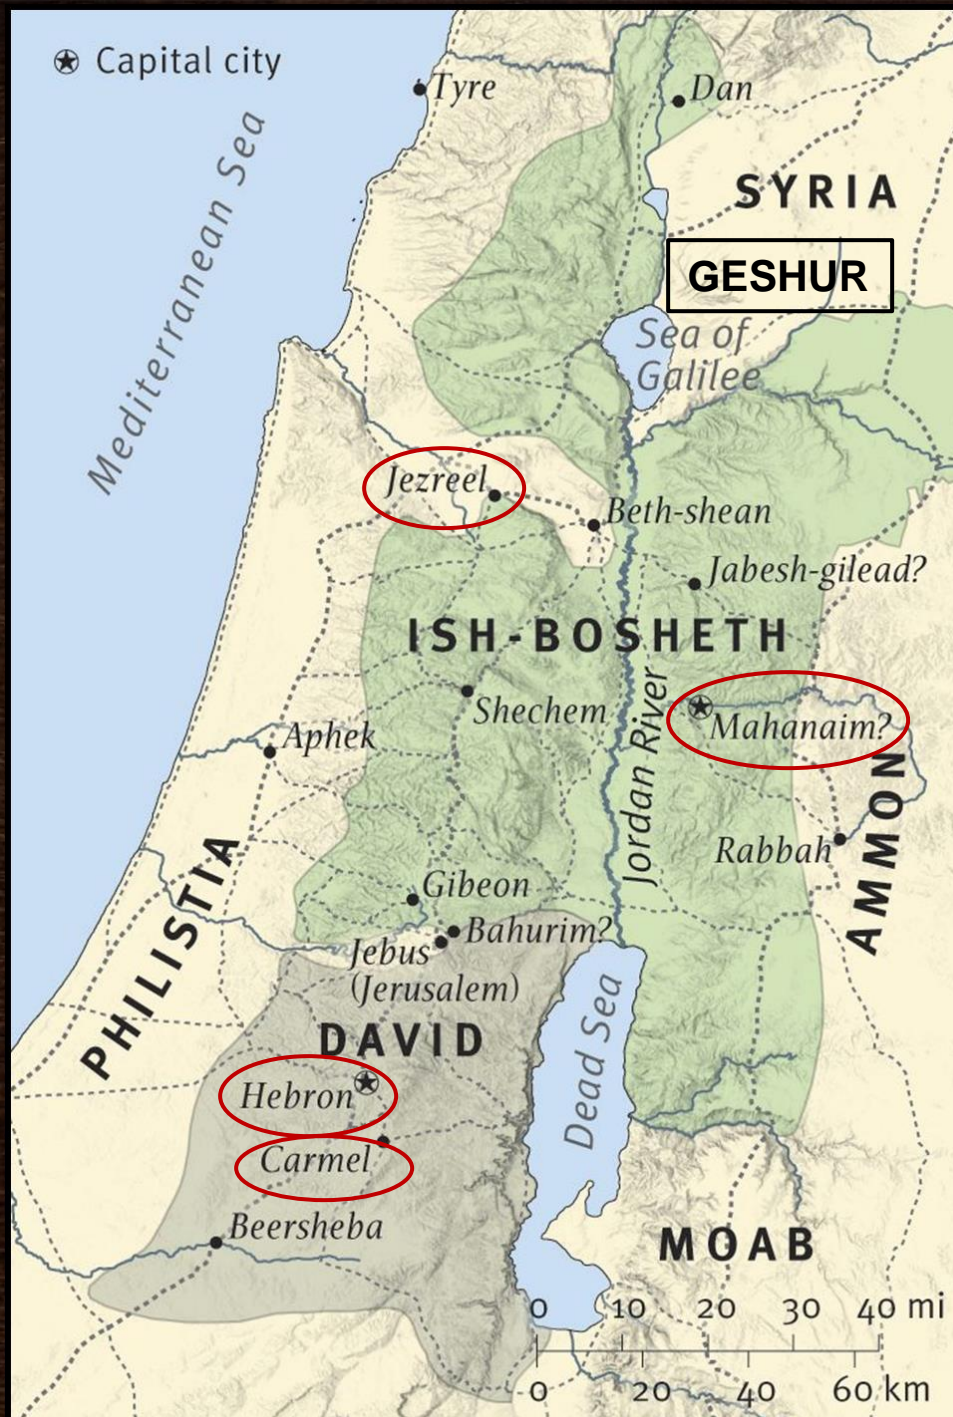 Capital city
Tyre
Dan
Mediterranean Sea
SYRIA
GESHUR
Sea of
Galilee
Jezreel
Beth-shean
Jabesh-gilead?
ISH-BOSHETH
Shechem
Jordan River
Mahanaim?
Aphek
AMMON
Rabbah
PHILISTIA
Gibeon
Bahurim?
Jebus
(Jerusalem)
DAVID
Dead Sea
Hebron
Carmel
Beersheba
MOAB
0 10 20 30 40 mi
0 20 40 60 km